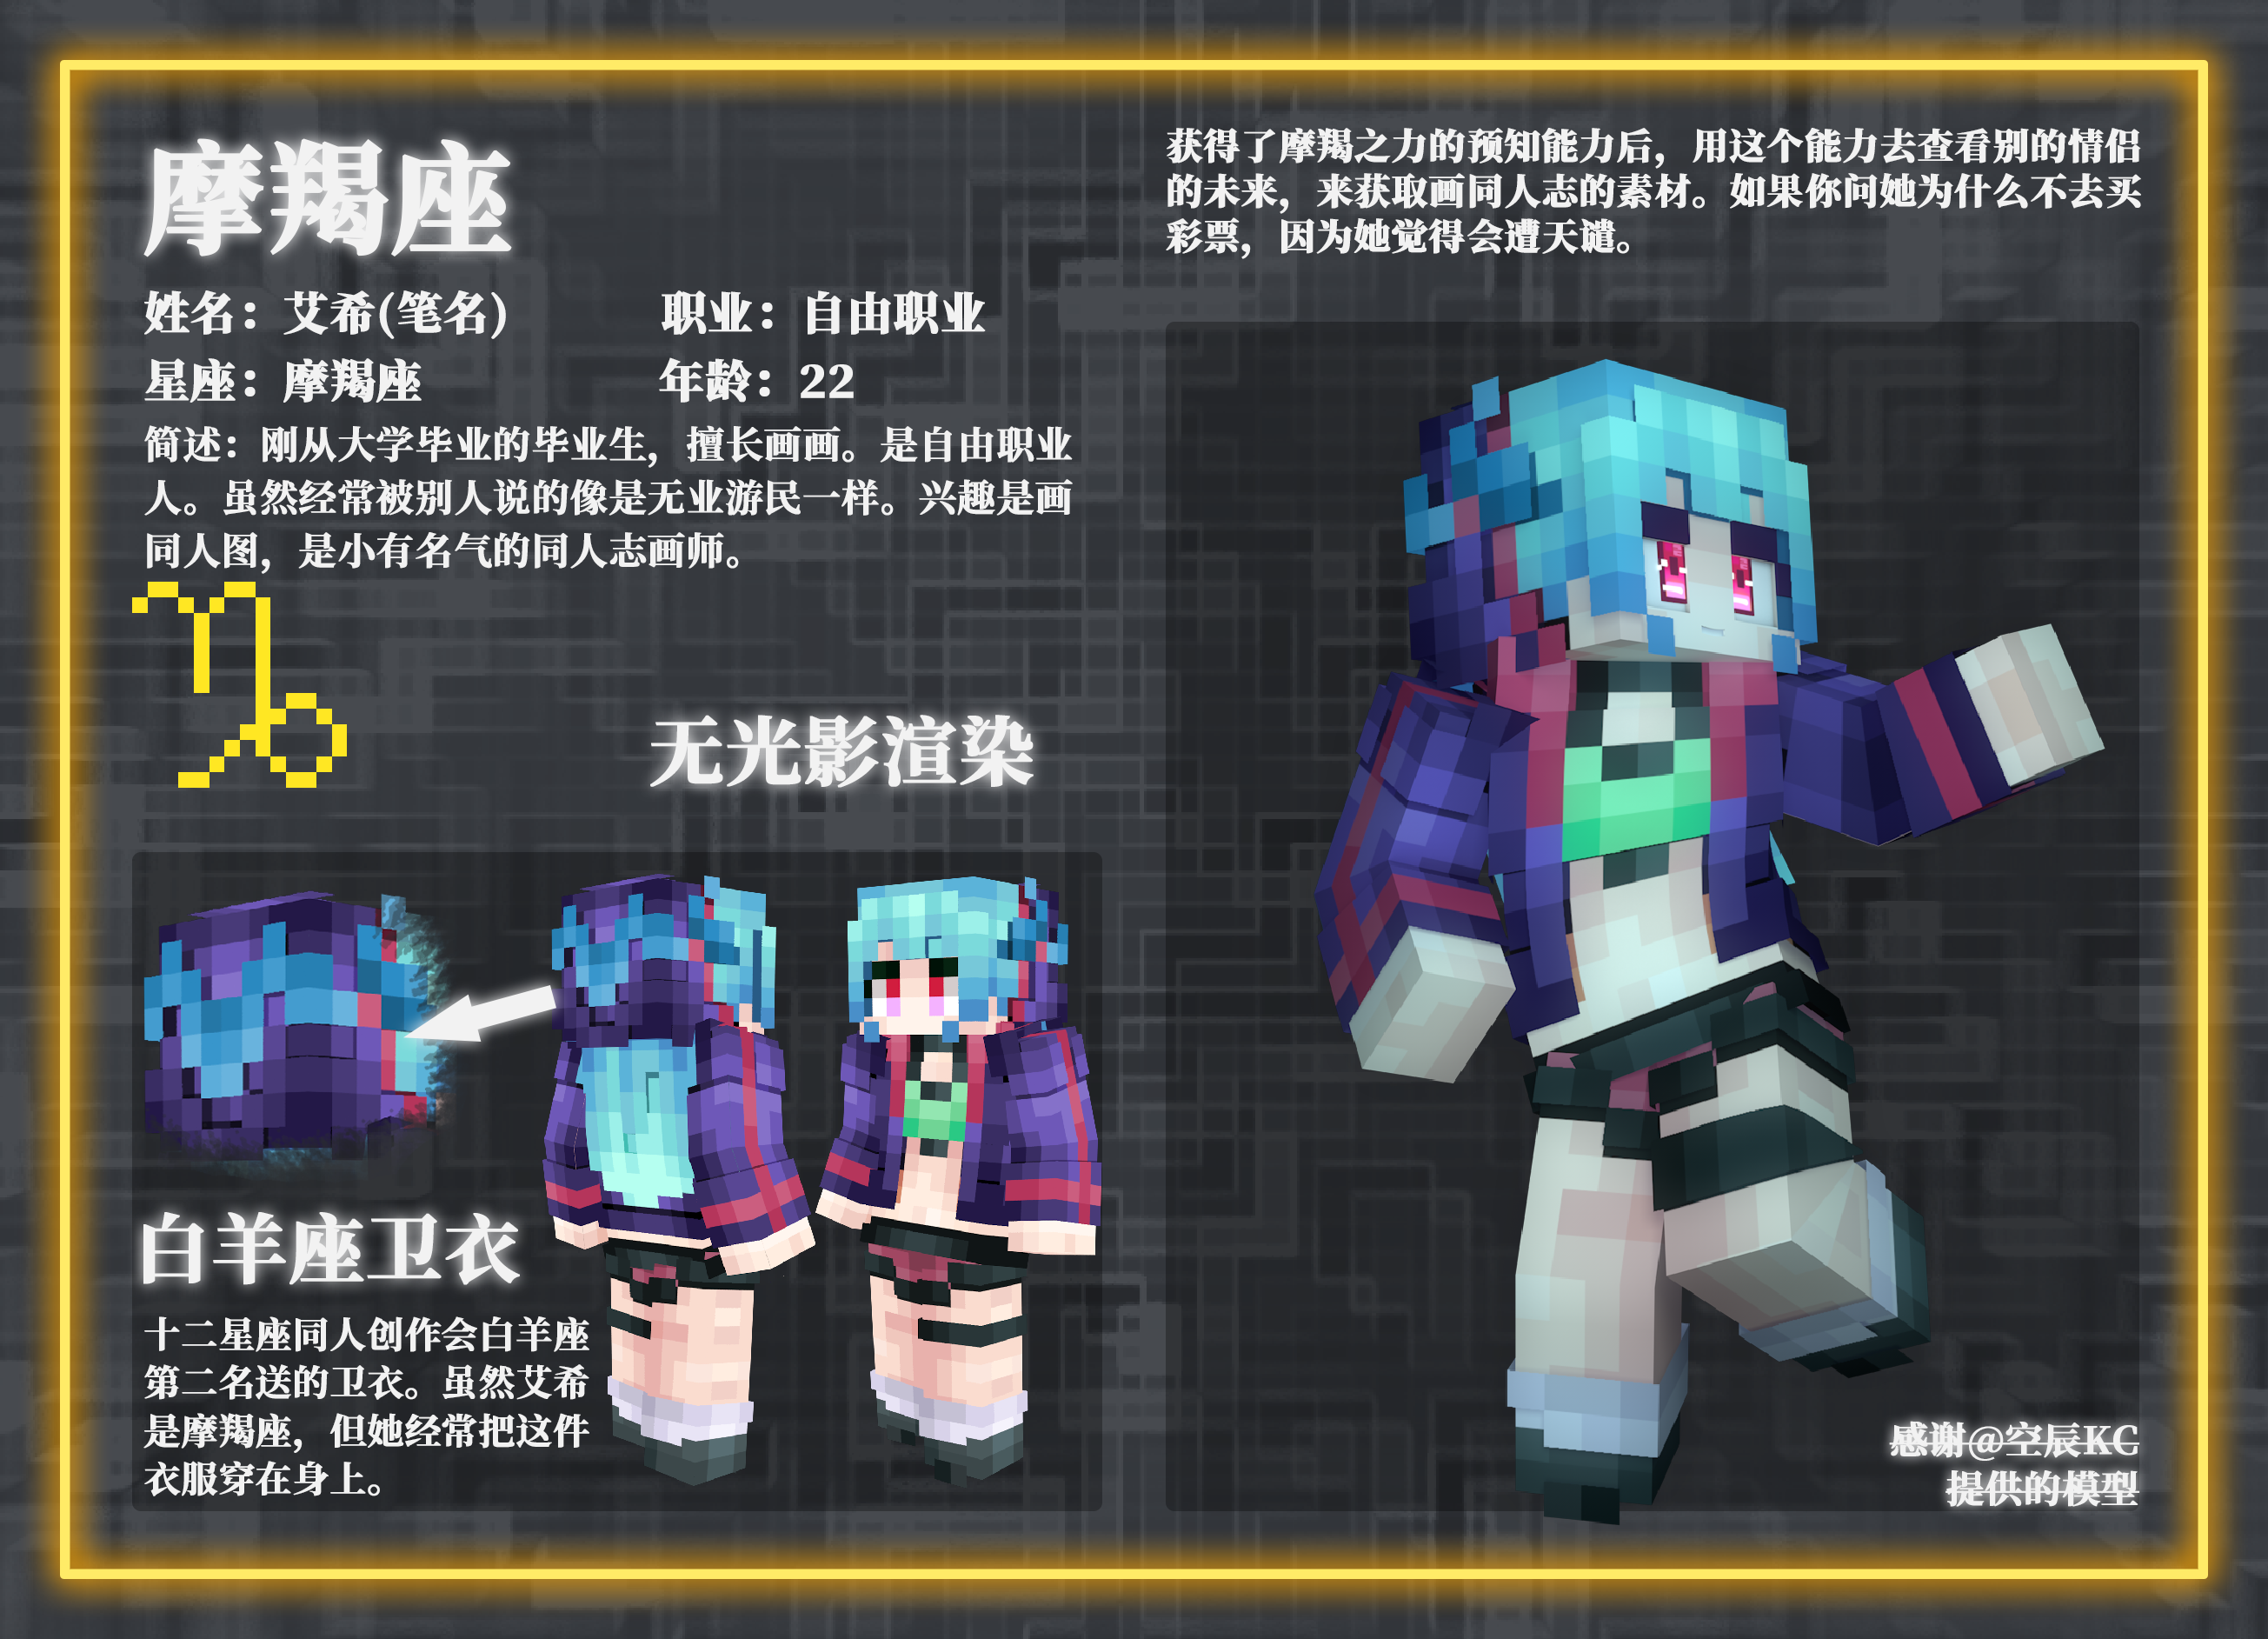 摩羯座
姓名：艾希(笔名)
职业：自由职业
星座：摩羯座
年龄：22
简述：刚从大学毕业的毕业生，擅长画画。是自由职业
人。虽然经常被别人说的像是无业游民一样。兴趣是画
同人图，是小有名气的同人志画师。
无光影渲染
白羊座卫衣
十二星座同人创作会白羊座
第二名送的卫衣。虽然艾希
是摩羯座，但她经常把这件
衣服穿在身上。
获得了摩羯之力的预知能力后，用这个能力去查看别的情侣
的未来，来获取画同人志的素材。如果你问她为什么不去买
彩票，因为她觉得会遭天谴。
感谢@空辰KC
提供的模型